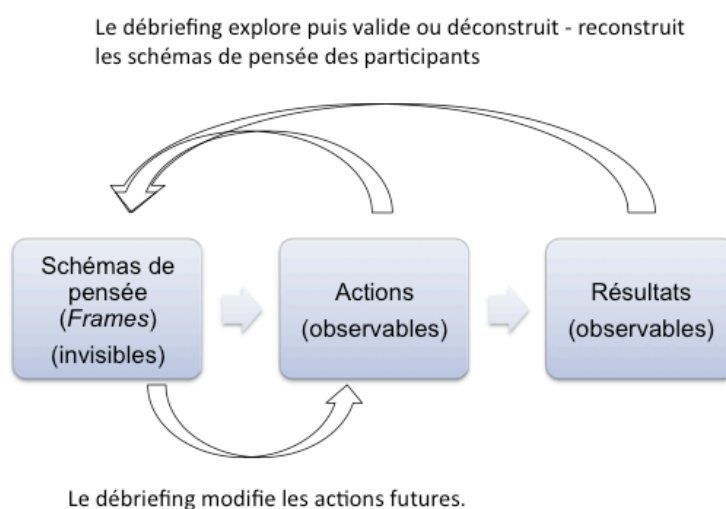 Le débriefing explore puis valide ou déconstruit - reconstruit
les schémas de pensée des participants
Schémas de
pensée
(Frames)
(invisibles)
Actions
(observables)
Résultats
(observables)
Le débriefing modifie les actions futures.